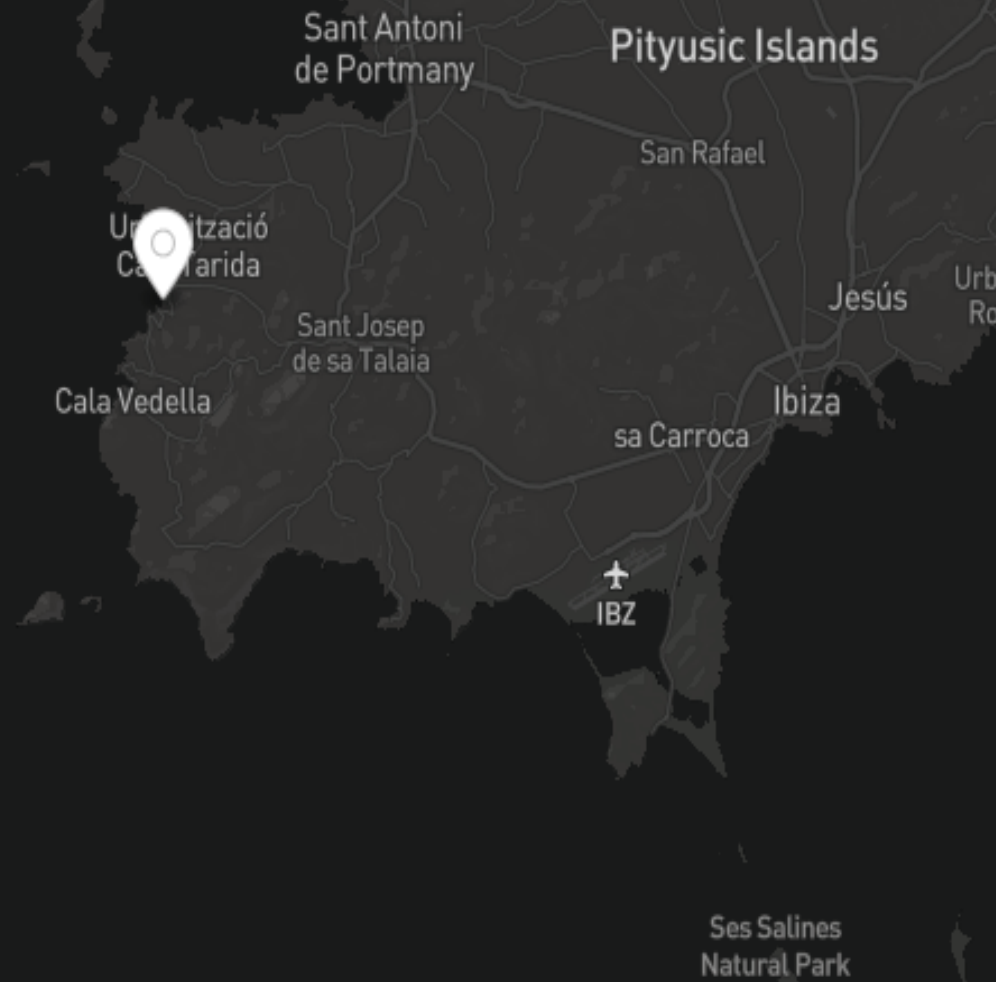 Sant Antoni
de Portmany
Pityusic Islands
San Rafael
Tarida
Jesús
Sant Josep
de sa Talaia
Cala Vedella
Ibiza
sa Carroca
IBZ
Ses Salines
Natural Park